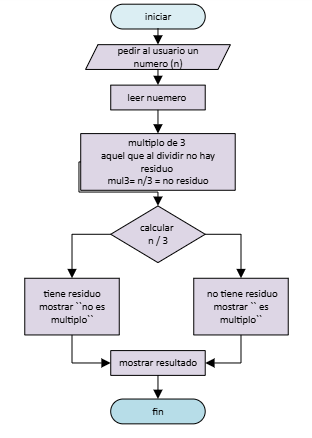 iniciar
pedir al usuario un
numero (n)
leer nuemero
multiplo de 3
aquel que al dividir no hay
residuo
mul3= n/3 = no residuo
calcular
n / 3
tiene residuo
mostrar ``no es
multiplo``
no tiene residuo
mostrar `` es
multiplo``
mostrar resultado
fin